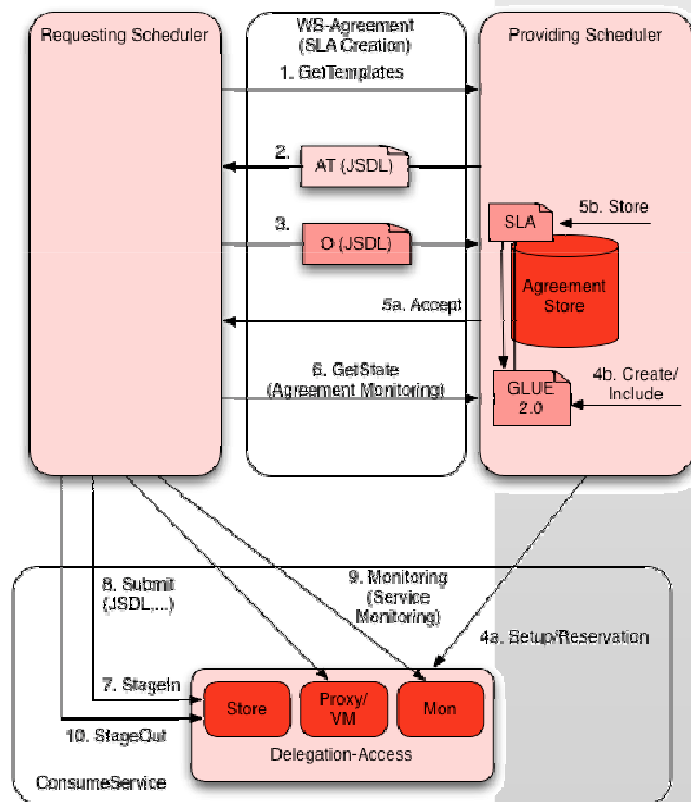 Requesting Scheduler
WS-Agreement
(SLA Creation)
Providing Scheduler
1. GetTemplates
2.
AT (JSDL)
3.
O (JSDL)
SLA
5b. Store
Agreement
Store
5a. Accept
6. GetState
(Agreement Monitoring)
GLUE
2.0
4b. Create/
Include
8. Submit
(JSDL,...)
9. Monitoring
(Service
Monitoring)
4a. Setup/Reservation
7. StageIn
Store
Proxy/
VM
Mon
10. StageOut
Delegation-Access
ConsumeService